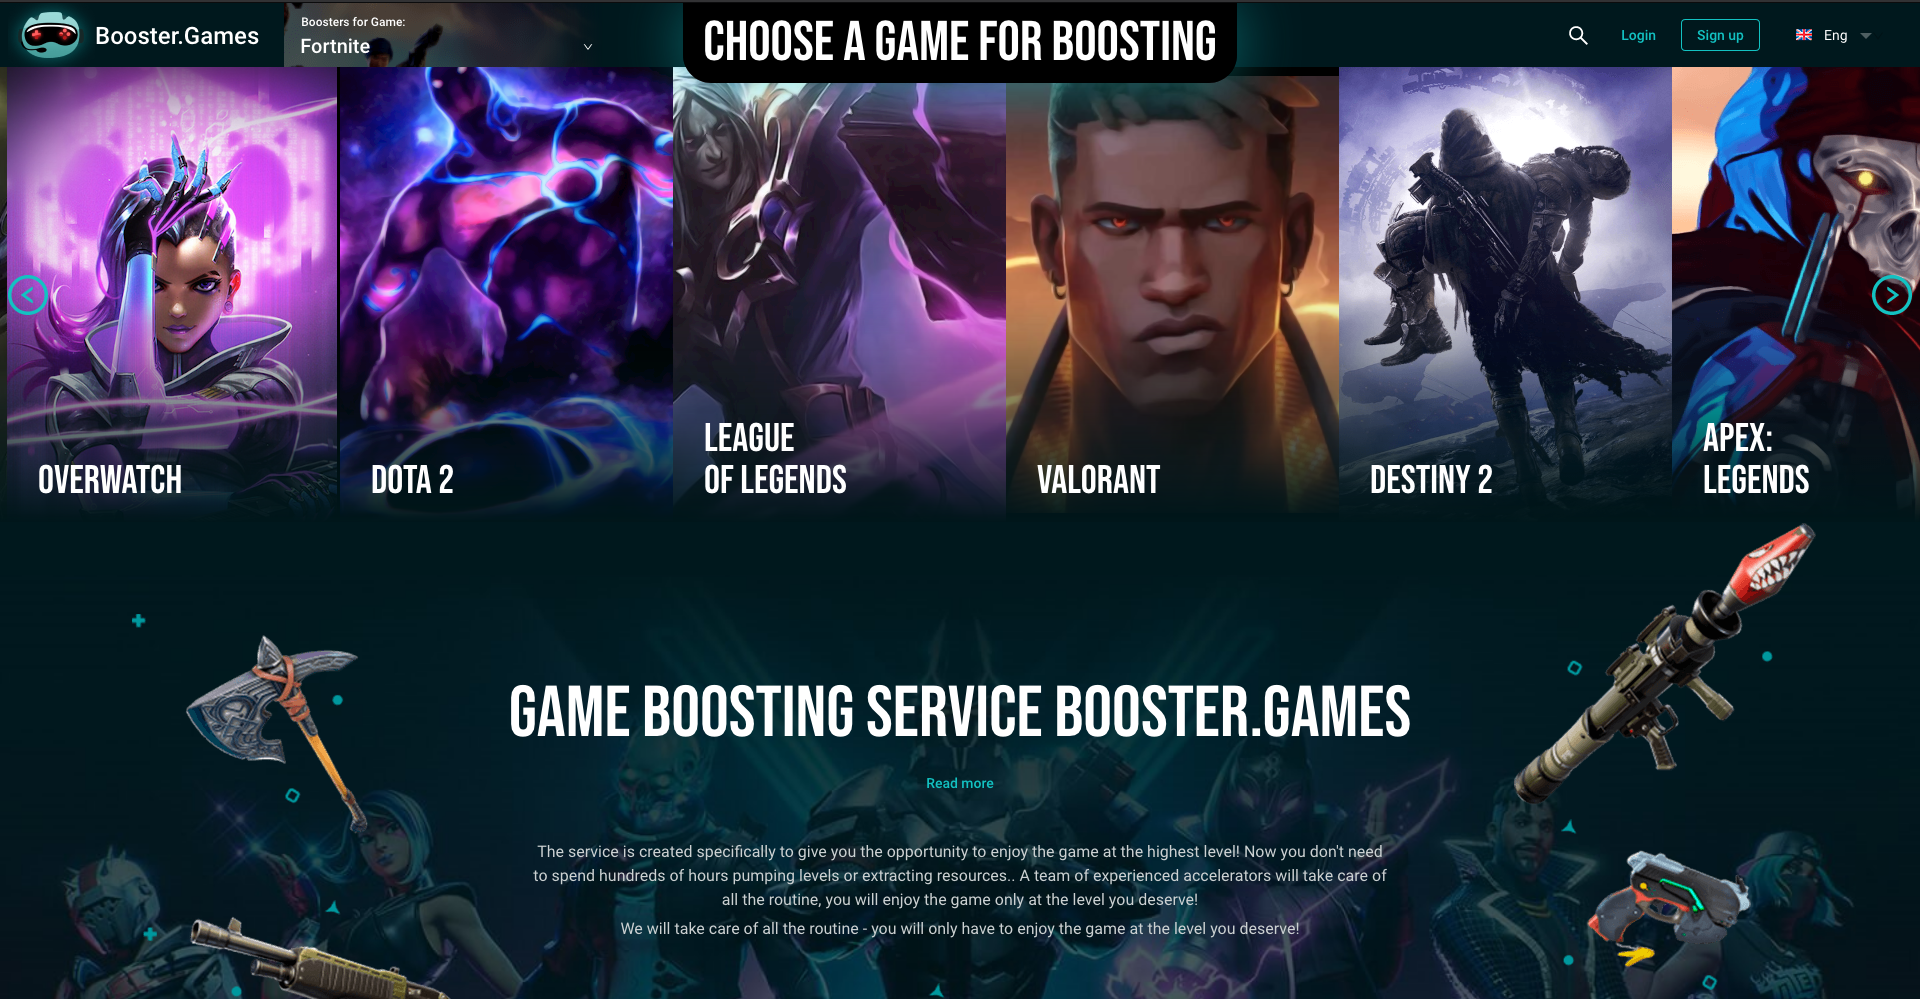 Booster.Games
Boosters for Game:
Fortnite
CHOOSE A GAME FOR BOOSTING
Login
Sign up
Eng
OVERWATCH
DOTA 2
LEAGUE
OF LEGENDS
VALORANT
DESTINY 2
APEX:
LEGENDS
GAME BOOSTING SERVICE BOOSTER.GAMES
Read more
The service is created specifically to give you the opportunity to enjoy the game at the highest level! Now you don't need
to spend hundreds of hours pumping levels or extracting resources.. A team of experienced accelerators will take care of
all the routine, you will enjoy the game only at the level you deserve!
We will take care of all the routine - you will only have to enjoy the game at the level you deserve!